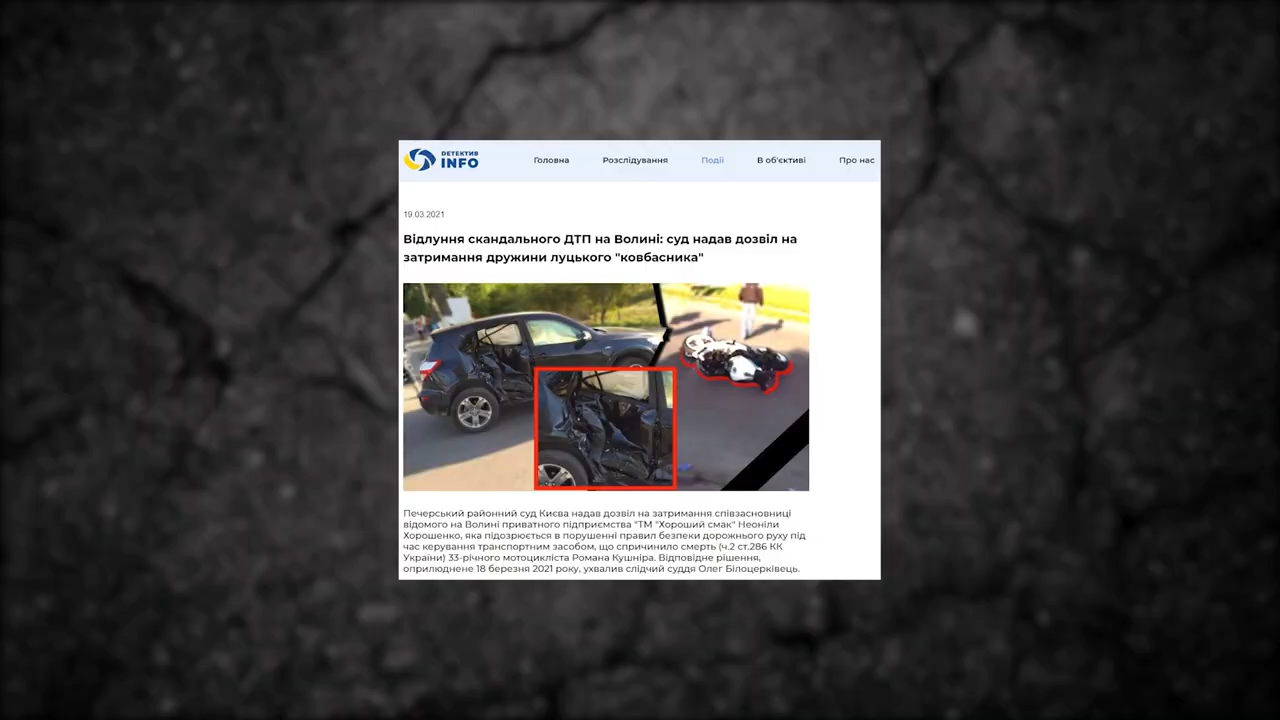 DЕТЕКТИВ
INFO
Головна
Розслідування
Події
В об'єктиві
Про нас
19.03.2021
Відлуння скандального ДТП на Волині: суд надав дозвіл на
затримання дружини луцького "ковбасника"
Печерський районний суд Києва надав дозвіл на затримання співзасновниці
відомого на Волині приватного підприємства "ТМ "Хороший смак" Неоніли
Хорошенко, яка підозрюється в порушенні правил безпеки дорожнього руху під
час керування транспортним засобом, що спричинило смерть (ч.2 ст.286 КК
України) 33-річного мотоцикліста Романа Кушніра. Відповідне рішення,
оприлюднене 18 березня 2021 року, ухвалив слідчий суддя Олег Білоцерківець.